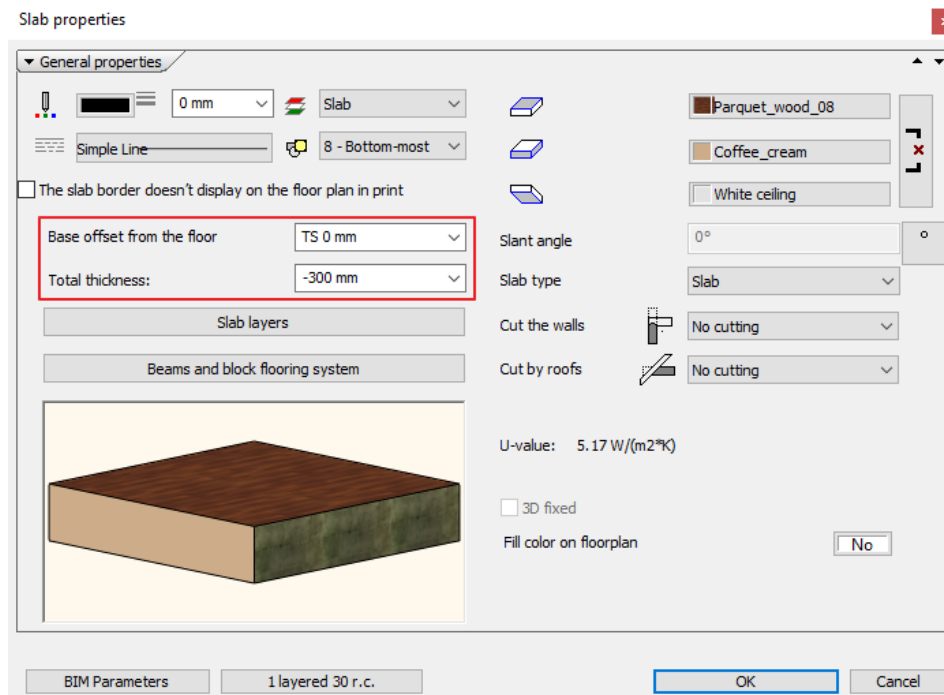 Slab properties
General properties
0 mm
Slab
Parquet_wood_08
Simple Line
8 - Bottom-most
Coffee_cream
The slab border doesn't display on the floor plan in print
White ceiling
Base offset from the floor
TS 0 mm
Slant angle
0°
°
Total thickness:
-300 mm
Slab type
Slab
Slab layers
Cut the walls
No cutting
Beams and block flooring system
Cut by roofs
No cutting
U-value: 5.17 W/(m2*K)
3D fixed
Fill color on floorplan
No
BIM Parameters
1 layered 30 r.c.
OK
Cancel